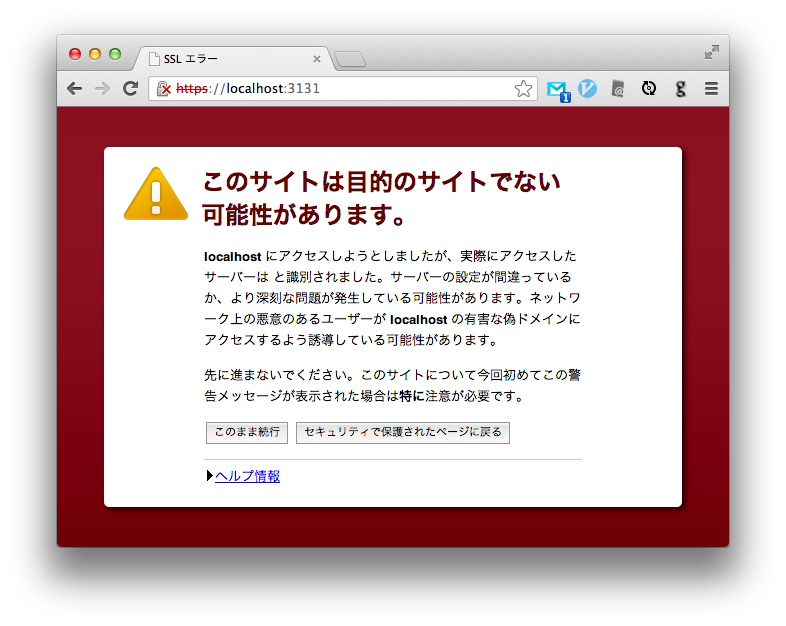 SSL エラー
https://localhost:3131
1
g
このサイトは目的のサイトでない
可能性があります。
localhost にアクセスしようとしましたが、実際にアクセスした
サーバーは と識別されました。サーバーの設定が間違っている
か、より深刻な問題が発生している可能性があります。ネットワ
ーク上の悪意のあるユーザーが localhost の有害な偽ドメインに
アクセスするよう誘導している可能性があります。
先に進まないでください。このサイトについて今回初めてこの警
告メッセージが表示された場合は特に注意が必要です。
このまま続行
セキュリティで保護されたページに戻る
ヘルプ情報